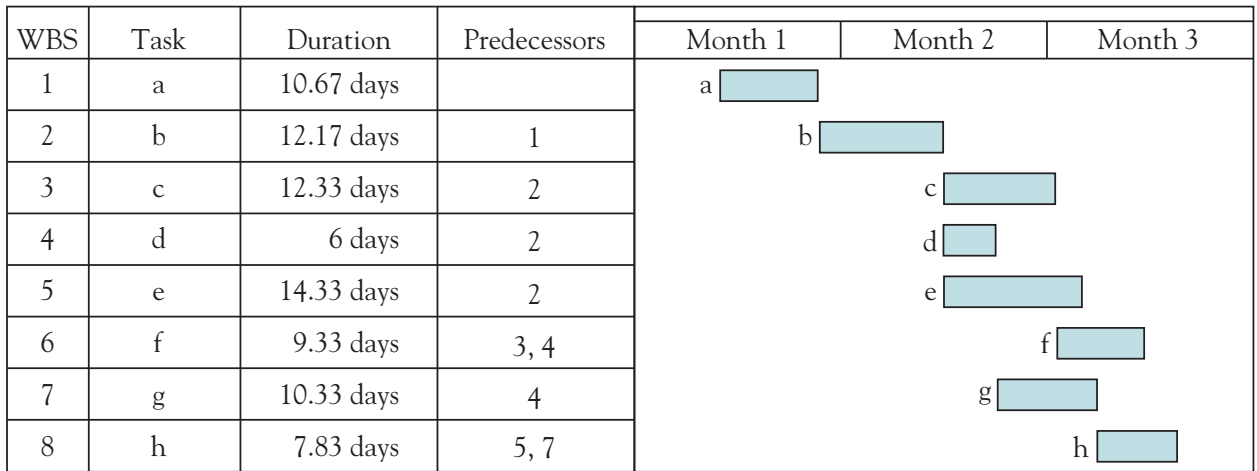 WBS Task Duration Predecessors Month 1 Month 2 Month 3
1 a 10.67 days a
2 b 12.17 days 1 b
3 c 12.33 days 2 c
4 d 6 days 2 d
5 e 14.33 days 2 e
6 f 9.33 days 3, 4 f
7 g 10.33 days 4 g
8 h 7.83 days 5, 7 h